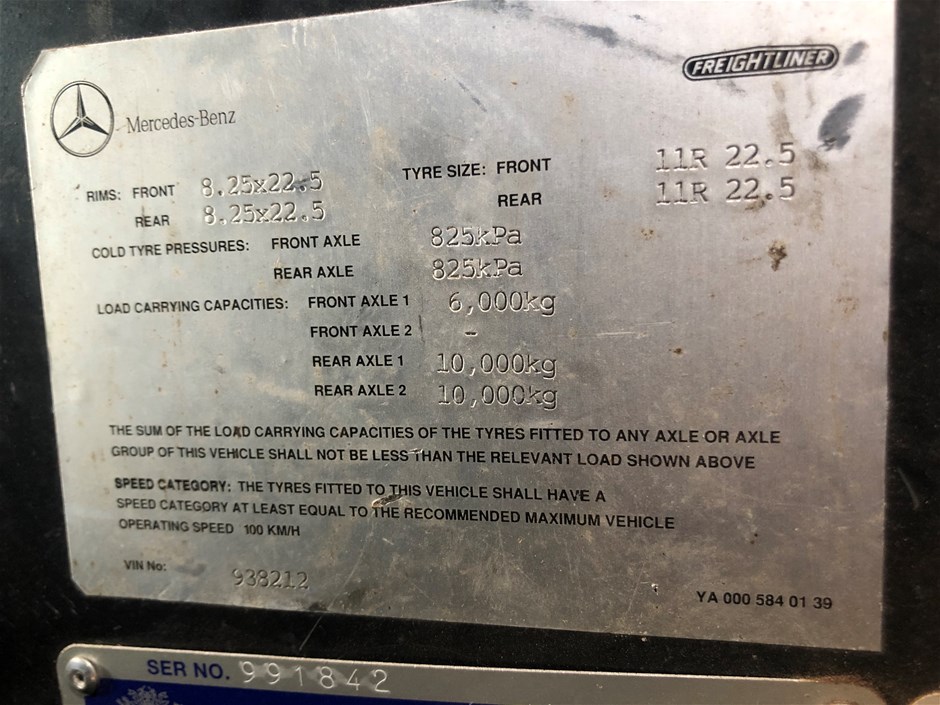 Mercedes-Benz
FREIGHTLINER
RIMS: FRONT 8.25x22.5
REAR 8.25x22.5
TYRE SIZE: FRONT 11R 22.5
REAR 11R 22.5
COLD TYRE PRESSURES: FRONT AXLE 825kPa
REAR AXLE 825kPa
LOAD CARRYING CAPACITIES: FRONT AXLE 1 6,000kg
FRONT AXLE 2 -
REAR AXLE 1 10,000kg
REAR AXLE 2 10,000kg
THE SUM OF THE LOAD CARRYING CAPACITIES OF THE TYRES FITTED TO ANY AXLE OR AXLE
GROUP OF THIS VEHICLE SHALL NOT BE LESS THAN THE RELEVANT LOAD SHOWN ABOVE
SPEED CATEGORY: THE TYRES FITTED TO THIS VEHICLE SHALL HAVE A
SPEED CATEGORY AT LEAST EQUAL TO THE RECOMMENDED MAXIMUM VEHICLE
OPERATING SPEED 100 KM/H
VIN No: 938212
YA 000 584 01 39
SER NO. 991842